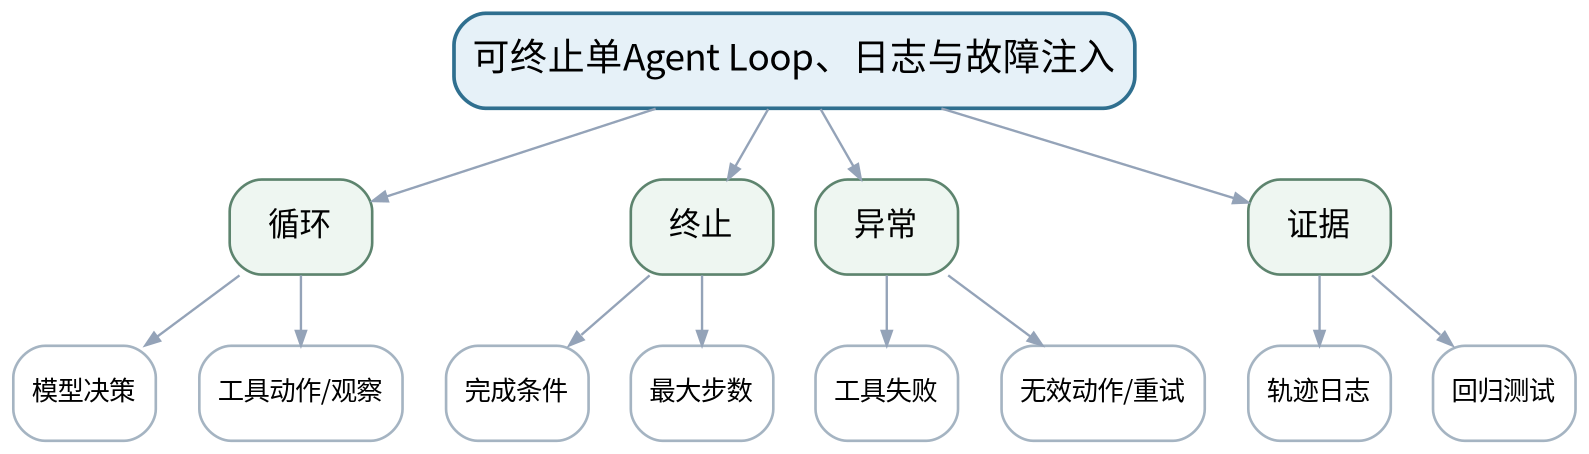 可终止单Agent Loop、日志与故障注入
循环
终止
异常
证据
模型决策
工具动作/观察
完成条件
最大步数
工具失败
无效动作/重试
轨迹日志
回归测试